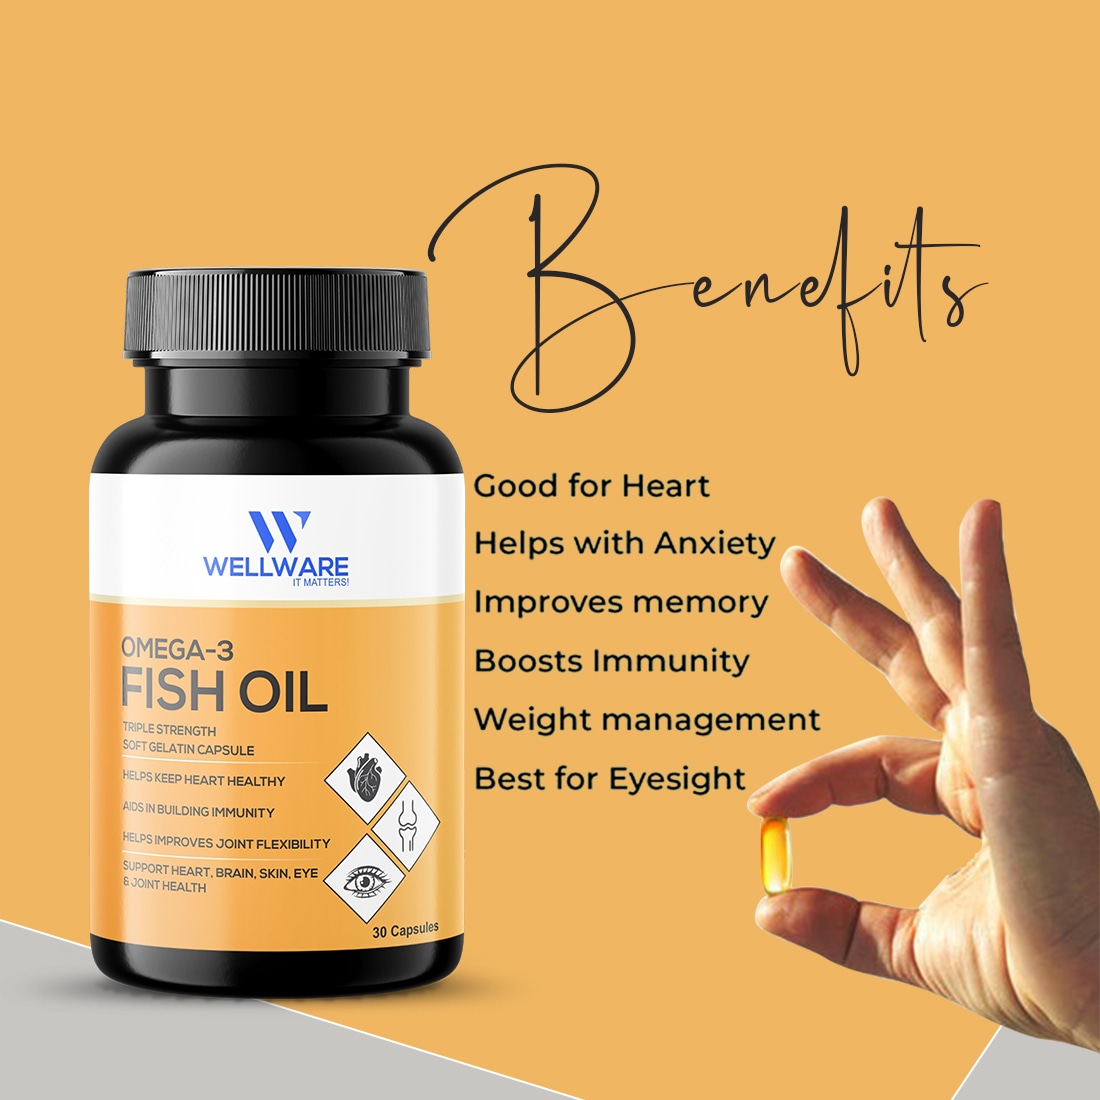 Benefits
WELLWARE
IT MATTERS!
OMEGA-3
FISH OIL
TRIPLE STRENGTH
SOFT GELATIN CAPSULE
HELPS KEEP HEART HEALTHY
AIDS IN BUILDING IMMUNITY
HELPS IMPROVES JOINT FLEXIBILITY
SUPPORT HEART, BRAIN, SKIN, EYE
& JOINT HEALTH
30 Capsules
Good for Heart
Helps with Anxiety
Improves memory
Boosts Immunity
Weight management
Best for Eyesight